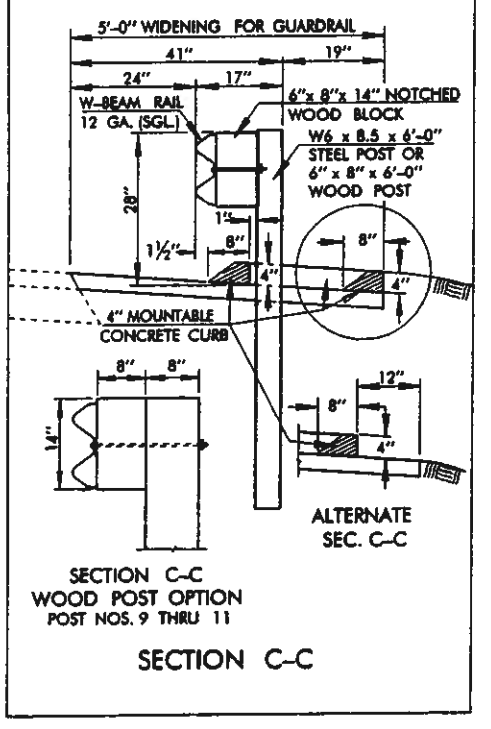 5'-0" WIDENING FOR GUARDRAIL
41" 19"
24" 17"
W-BEAM RAIL
12 GA. (SGL.)
6"x 8"x 14" NOTCHED
WOOD BLOCK
W6 x 8.5 x 6'-0"
STEEL POST OR
6" x 8" x 6'-0"
WOOD POST
28"
1"
1½"
8"
4"
8"
4"
4" MOUNTABLE
CONCRETE CURB
8" 8"
14"
12"
8"
4"
ALTERNATE
SEC. C-C
SECTION C-C
WOOD POST OPTION
POST NOS. 9 THRU 11
SECTION C-C